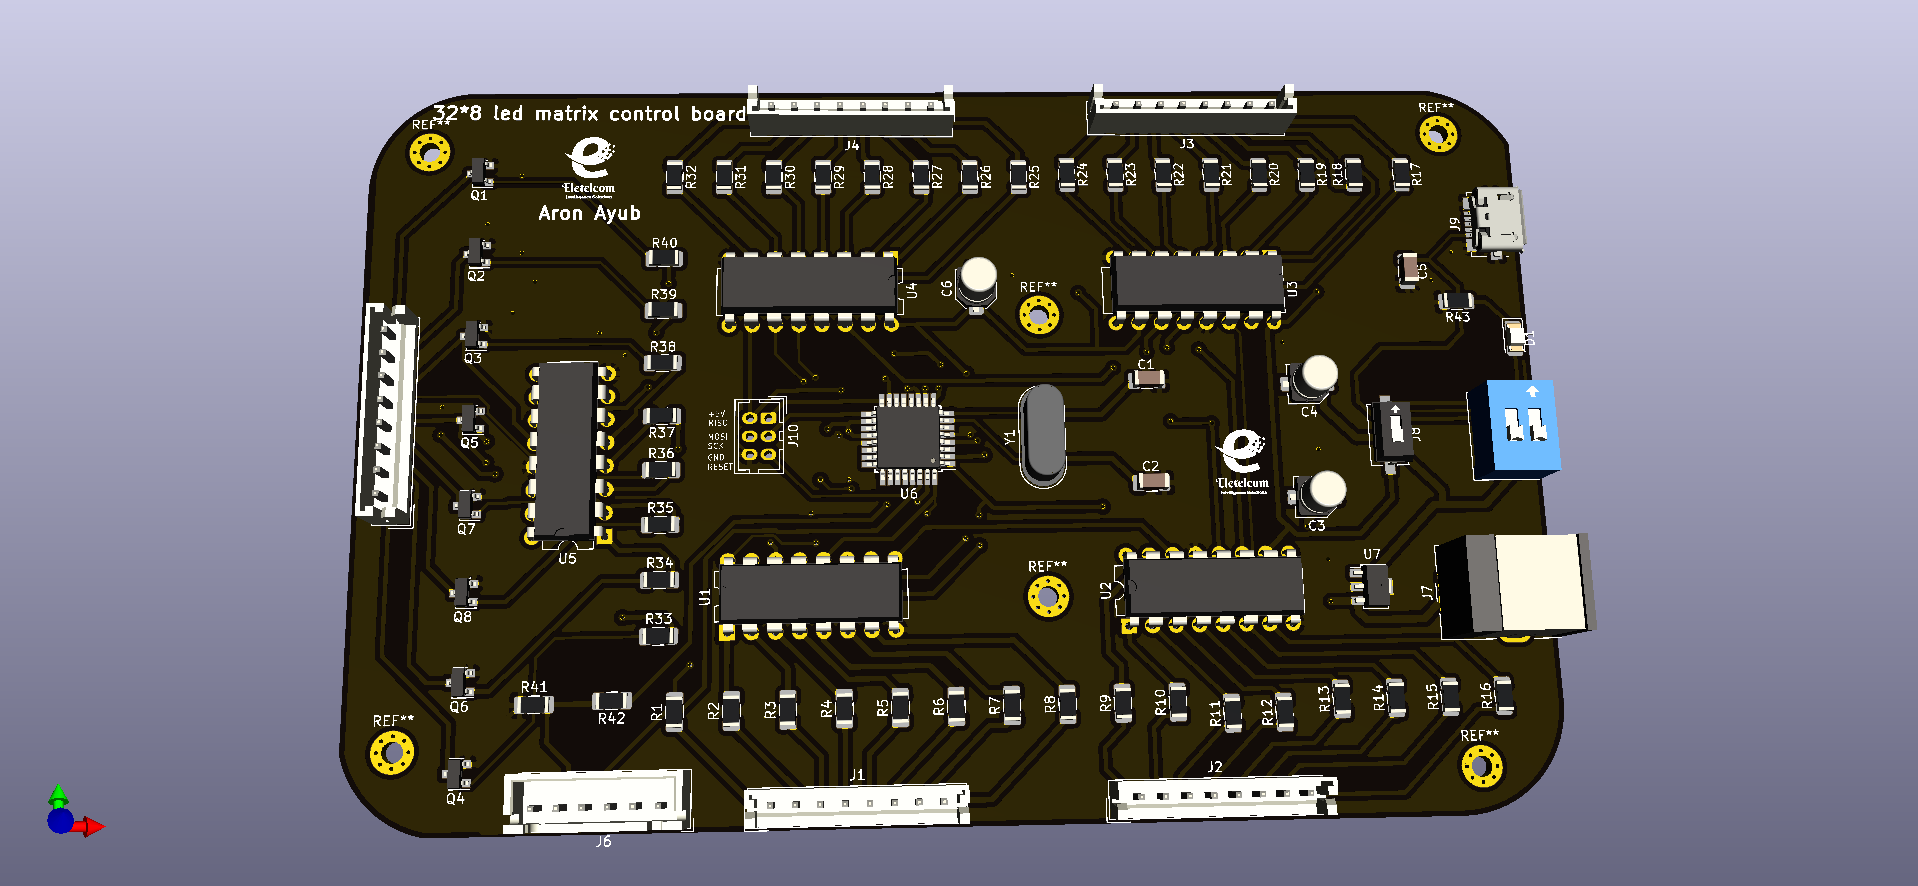 32*8 led matrix control board
REF**
REF**
Eletelcom
Aron Ayub
J4
J3
Q1
R32
R31
R30
R29
R28
R27
R26
R25
R24
R23
R22
R21
R20
R19
R18
R17
J9
Q2
R40
U4
C6
REF**
U3
C5
R39
R43
D1
Q3
R38
C1
C4
Q5
R37
+5V
MISO
MOSI
SCK
GND
RESET
J10
Y1
J8
R36
U6
C2
Eletelcom
C3
Q7
R35
U5
U7
R34
REF**
U1
U2
J7
Q8
R33
Q6
R41
R42
R1
R2
R3
R4
R5
R6
R7
R8
R9
R10
R11
R12
R13
R14
R15
R16
REF**
REF**
Q4
J1
J2
J6